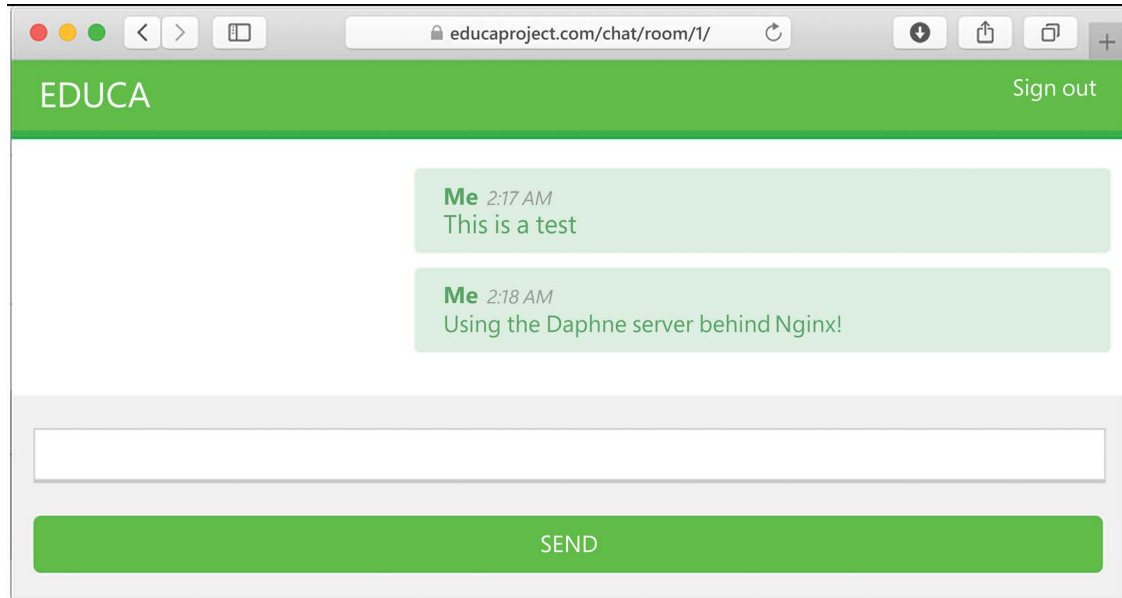 educaproject.com/chat/room/1/
EDUCA
Sign out
Me 2:17 AM
This is a test
Me 2:18 AM
Using the Daphne server behind Nginx!
SEND